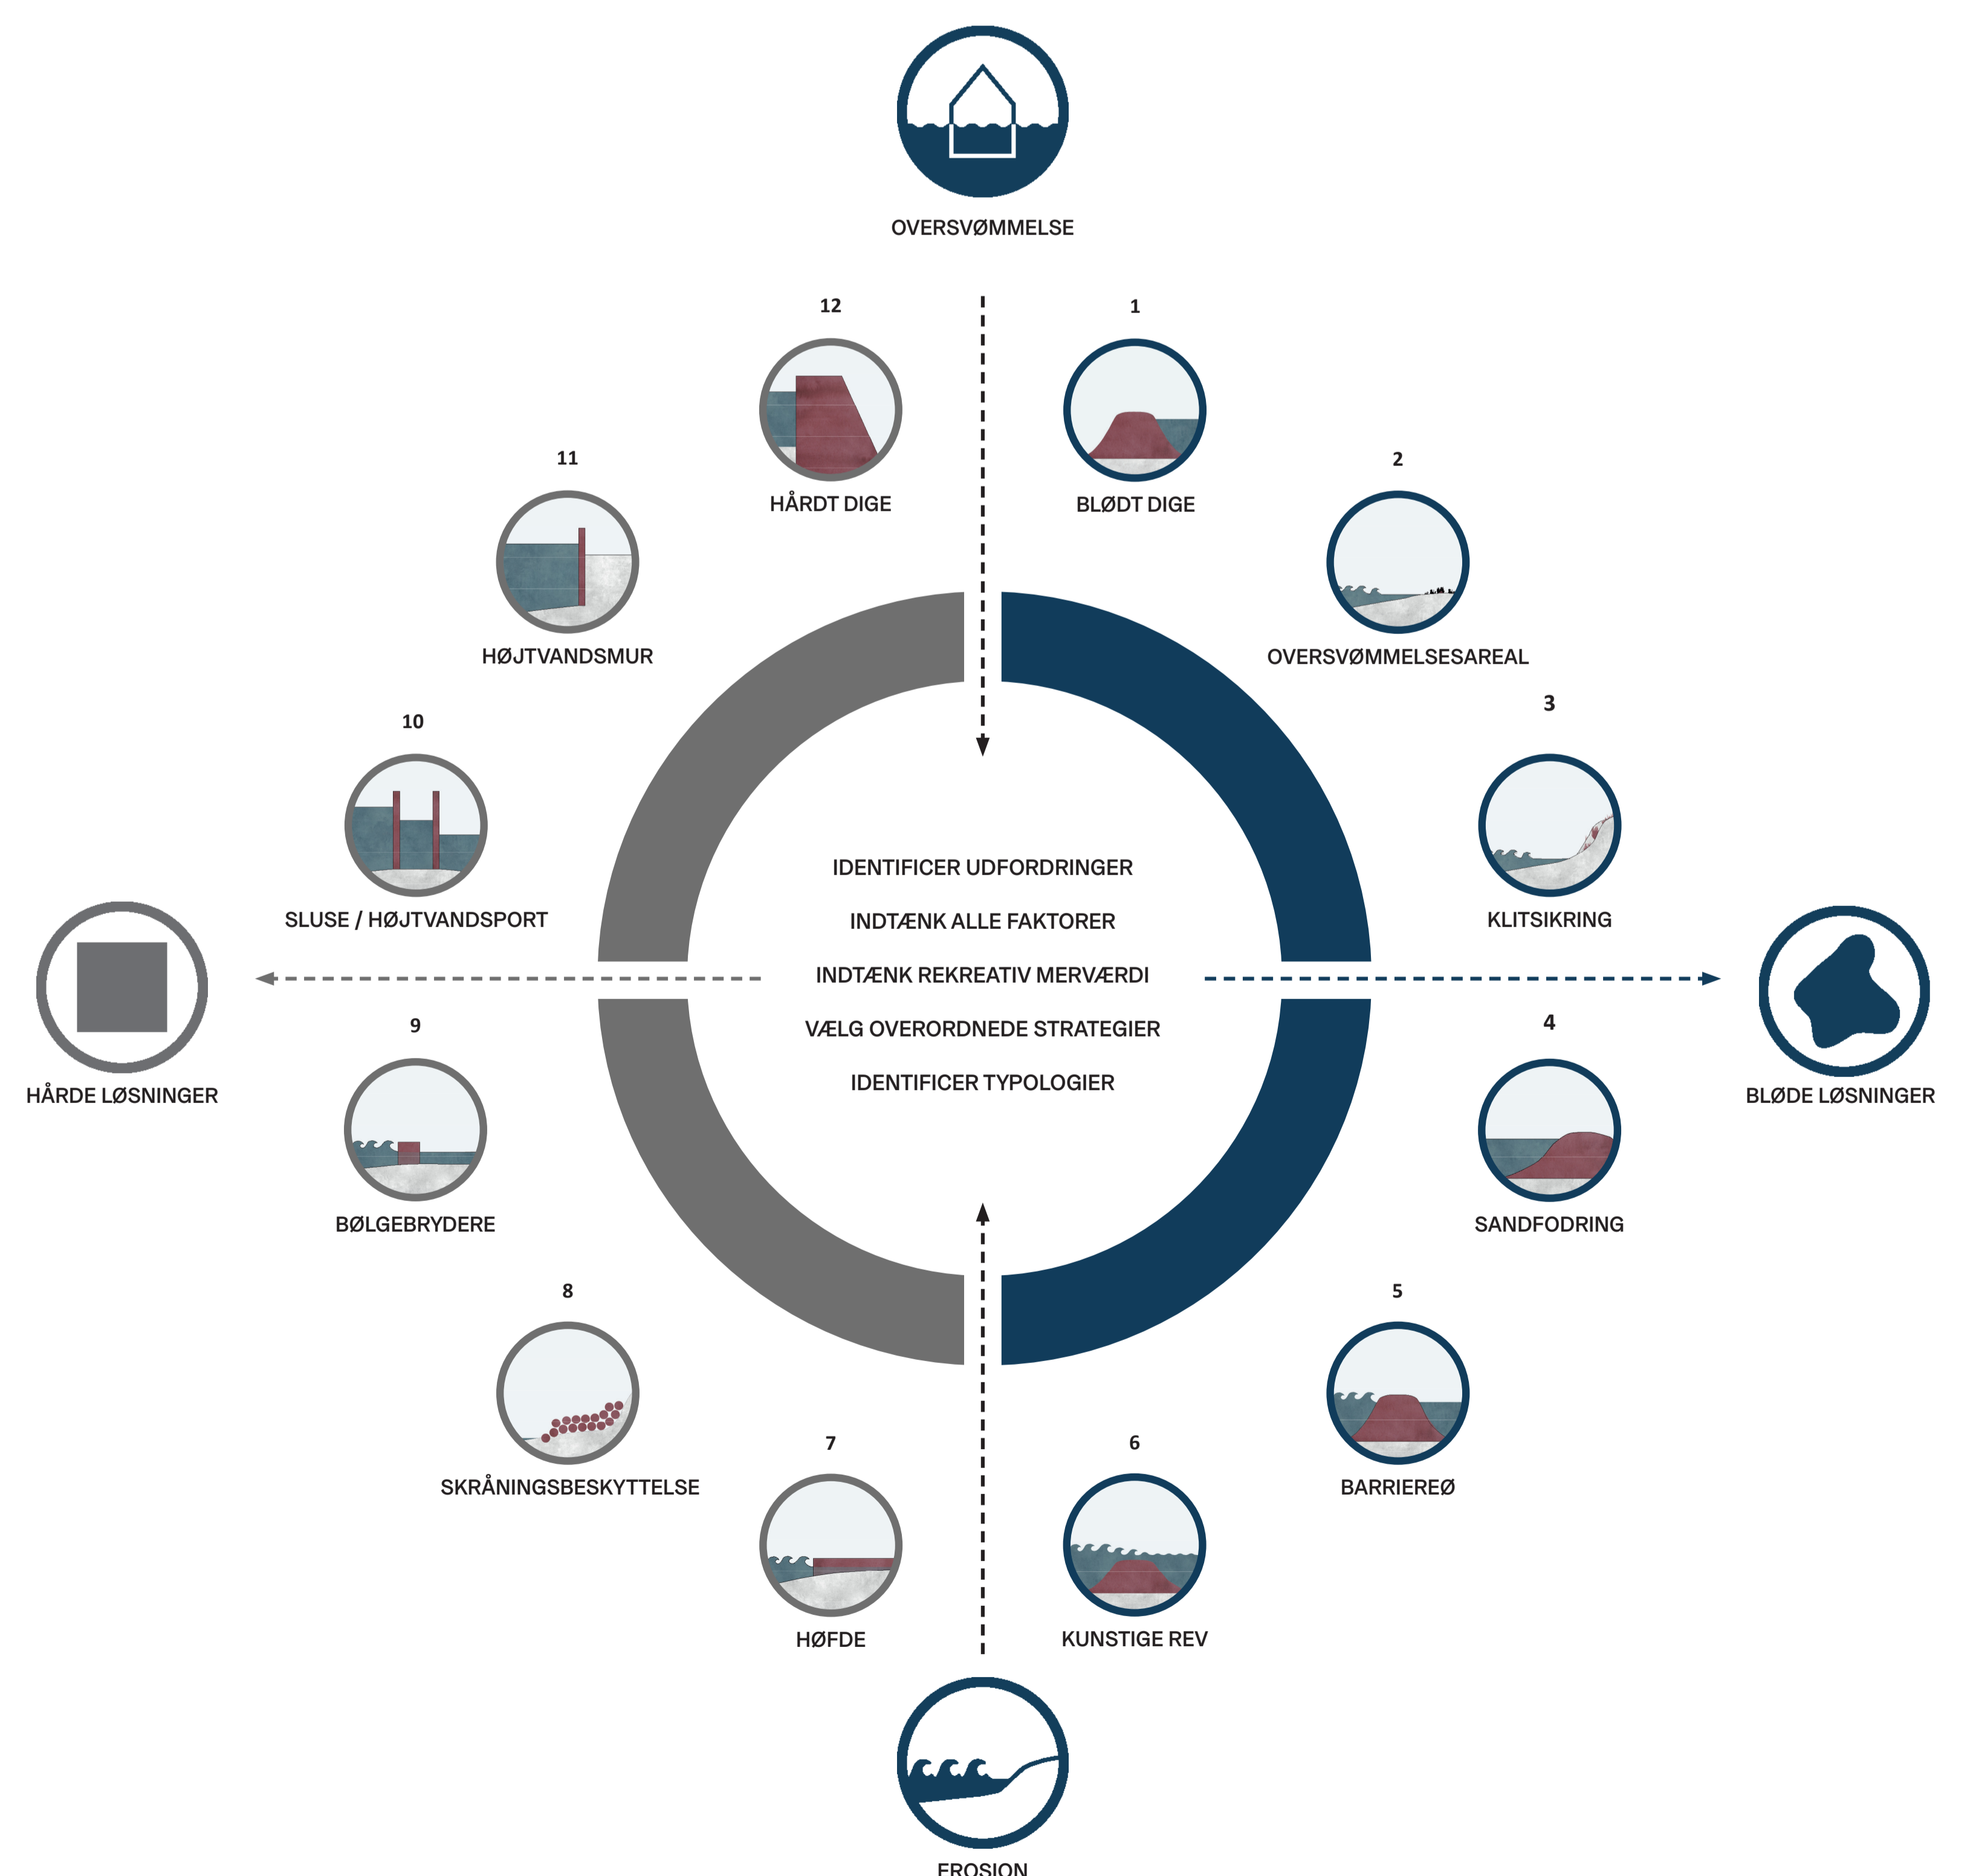 OVERSVØMMELSE
12
HÅRDT DIGE
1
BLØDT DIGE
11
HØJTVANDSMUR
2
OVERSVØMMELSESAREAL
10
SLUSE / HØJTVANDSPORT
3
KLITSIKRING
IDENTIFICER UDFORDRINGER
INDTÆNK ALLE FAKTORER
INDTÆNK REKREATIV MERVÆRDI
VÆLG OVERORDNEDE STRATEGIER
IDENTIFICER TYPOLOGIER
HÅRDE LØSNINGER
BLØDE LØSNINGER
9
BØLGEBRYDERE
4
SANDFODRING
8
SKRÅNINGSBESKYTTELSE
5
BARRIEREØ
7
HØFDE
6
KUNSTIGE REV
EROSION